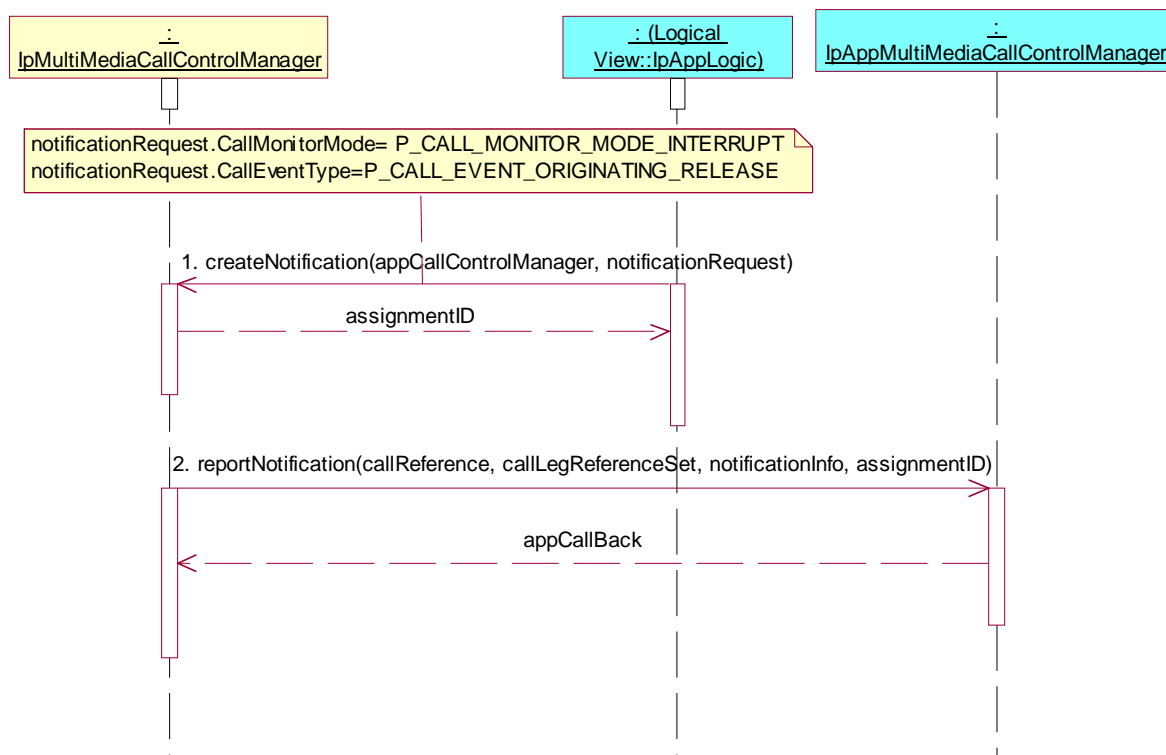 :
IpMultiMediaCallControlManager
: (Logical
View::IpAppLogic)
:
IpAppMultiMediaCallControlManager
notificationRequest.CallMonitorMode= P_CALL_MONITOR_MODE_INTERRUPT
notificationRequest.CallEventType=P_CALL_EVENT_ORIGINATING_RELEASE
1. createNotification(appCallControlManager, notificationRequest)
assignmentID
2. reportNotification(callReference, callLegReferenceSet, notificationInfo, assignmentID)
appCallBack